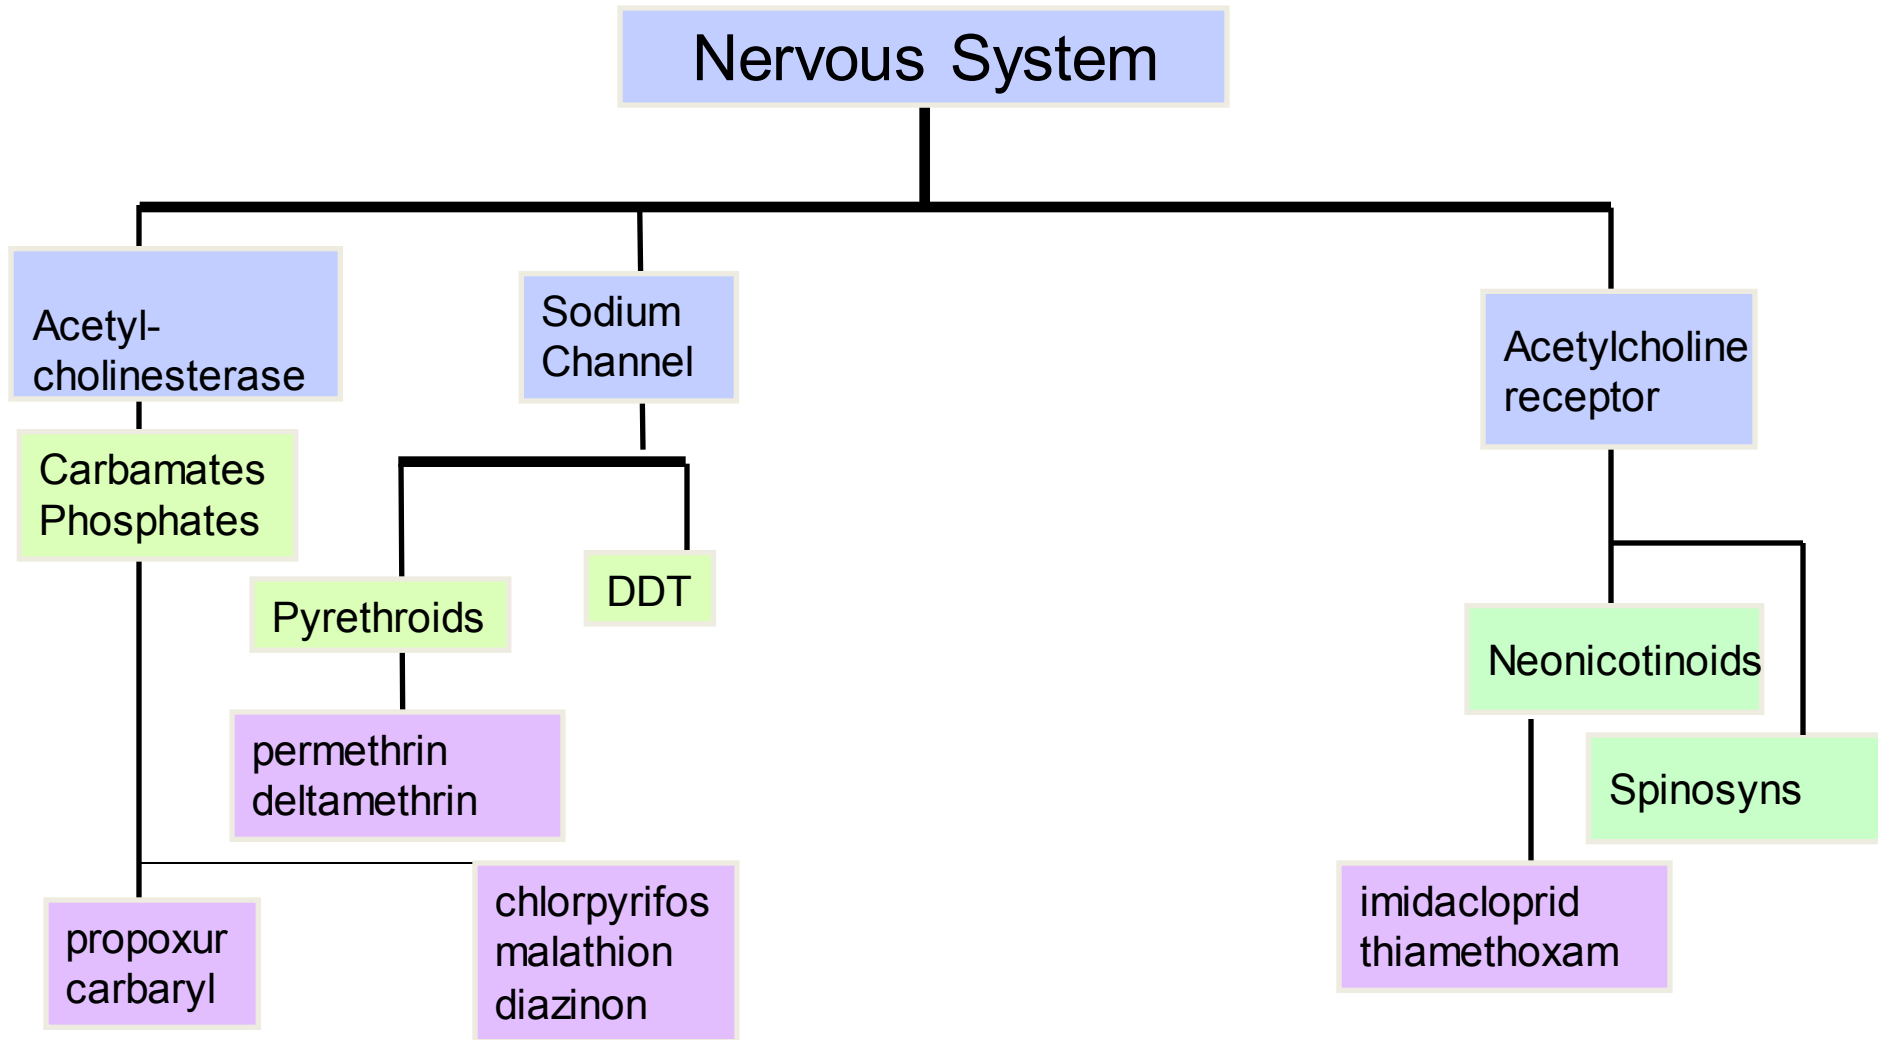 Nervous System
Acetyl-
cholinesterase
Sodium
Channel
Acetylcholine
receptor
Carbamates
Phosphates
Pyrethroids
DDT
Neonicotinoids
Spinosyns
permethrin
deltamethrin
propoxur
carbaryl
chlorpyrifos
malathion
diazinon
imidacloprid
thiamethoxam